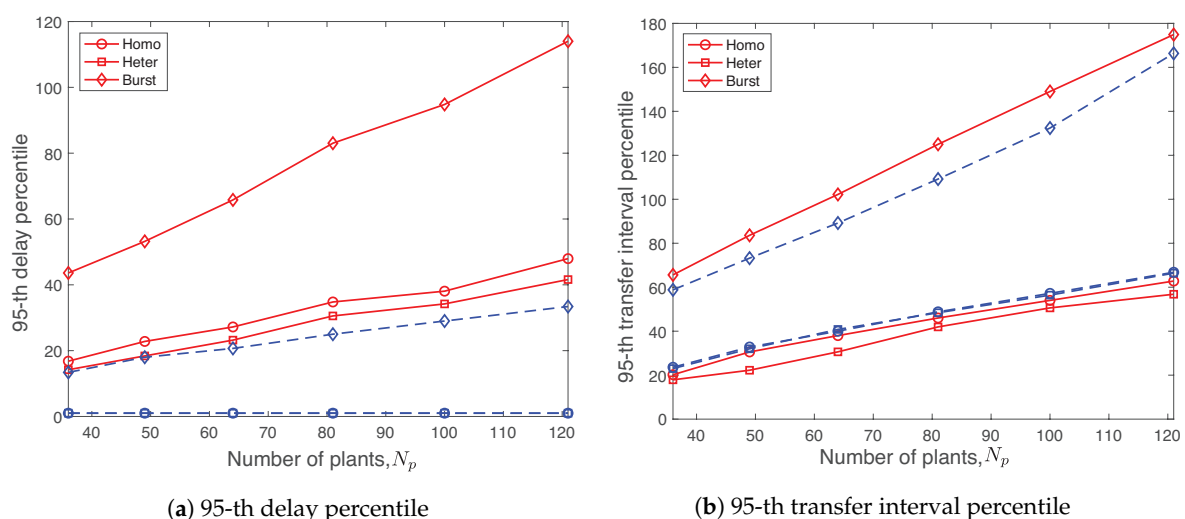 120
100
80
60
40
20
0
40 50 60 70 80 90 100 110 120
95-th delay percentile
Number of plants, N_p
Homo
Heter
Burst
(a) 95-th delay percentile
180
160
140
120
100
80
60
40
20
0
40 50 60 70 80 90 100 110 120
95-th transfer interval percentile
Number of plants, N_p
Homo
Heter
Burst
(b) 95-th transfer interval percentile